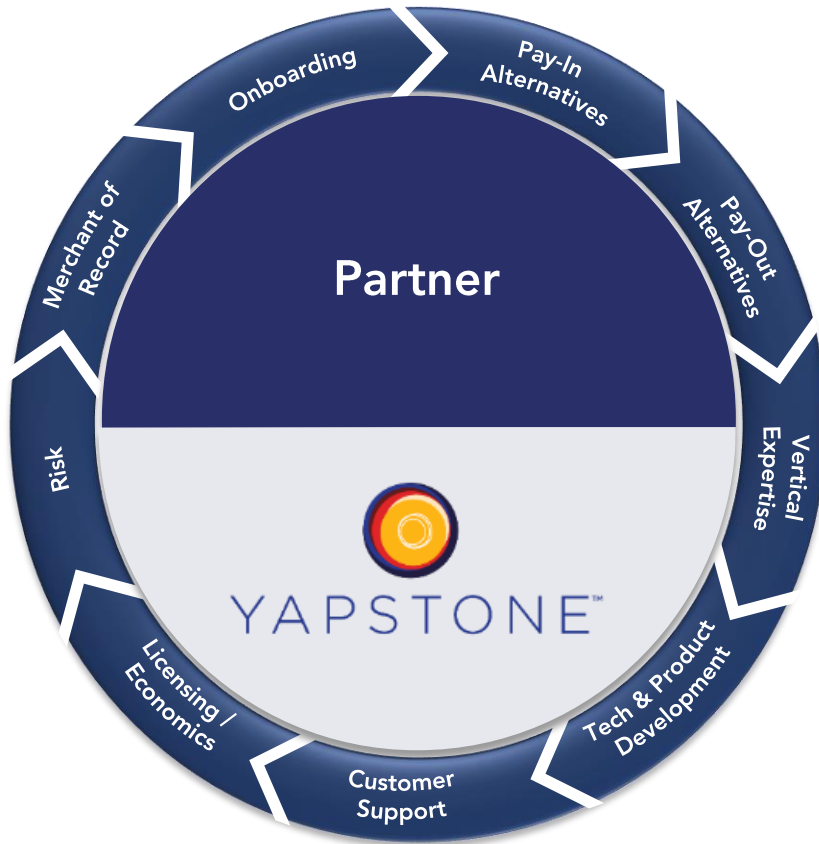 Onboarding
Pay-In
Alternatives
Pay-Out
Alternatives
Vertical
Expertise
Tech & Product
Development
Customer
Support
Licensing /
Economics
Risk
Merchant of
Record
Partner
YAPSTONE™